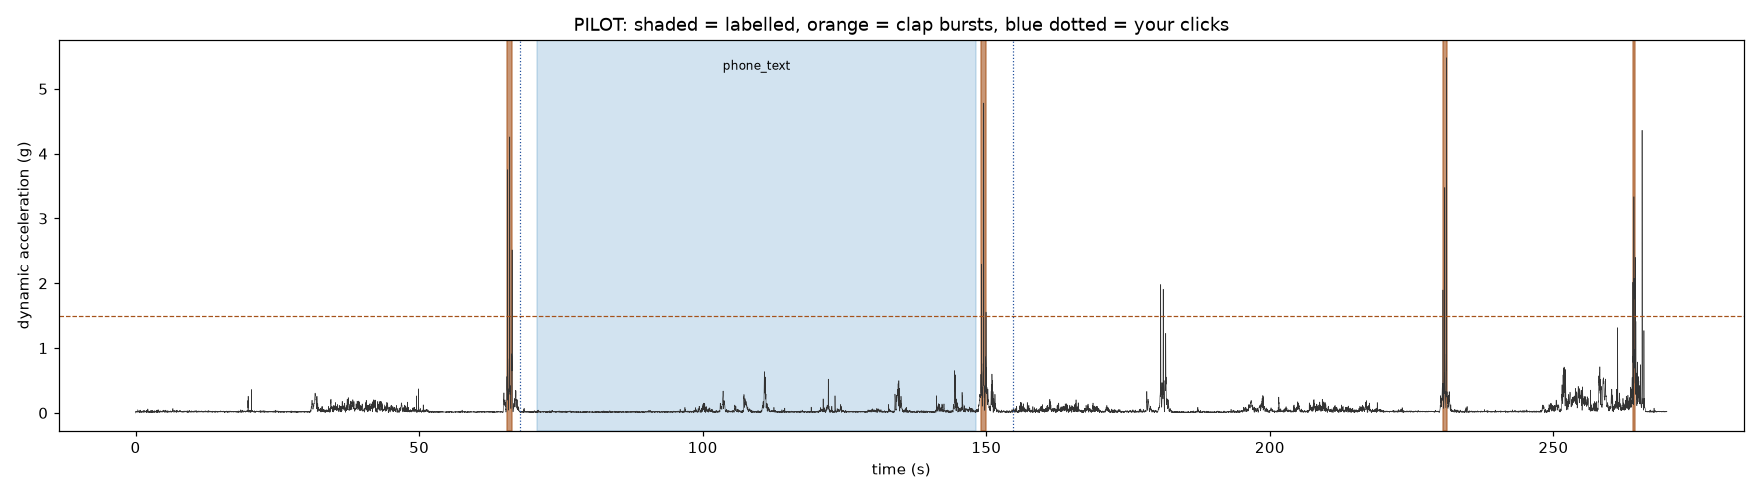 PILOT: shaded = labelled, orange = clap bursts, blue dotted = your clicks
phone_text
dynamic acceleration (g)
5
4
3
2
1
0
0 50 100 150 200 250
time (s)